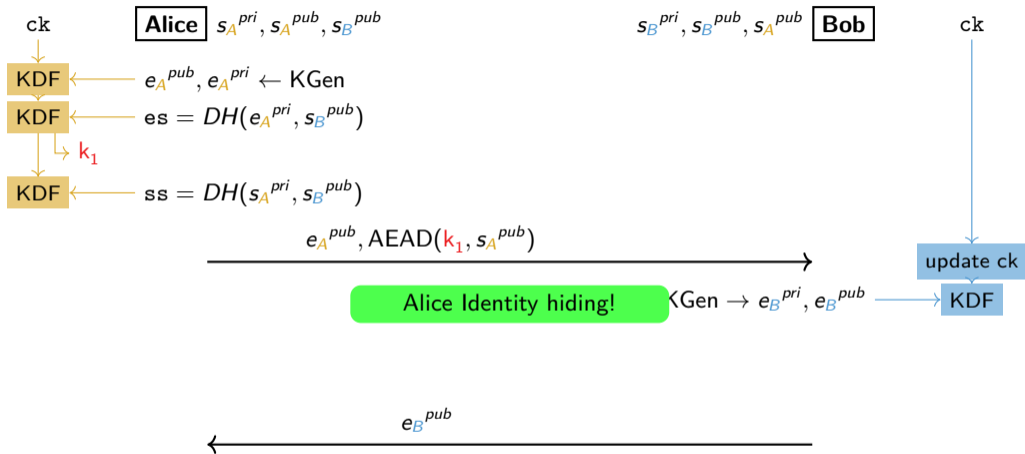 ck Alice s_A^pri, s_A^pub, s_B^pub s_B^pri, s_B^pub, s_A^pub Bob ck
KDF e_A^pub, e_A^pri ← KGen
KDF es = DH(e_A^pri, s_B^pub)
k_1
KDF ss = DH(s_A^pri, s_B^pub)
e_A^pub, AEAD(k_1, s_A^pub)
update ck
Alice Identity hiding! KGen → e_B^pri, e_B^pub KDF
e_B^pub